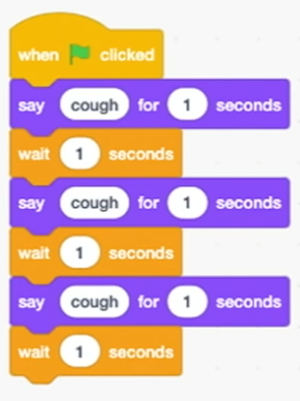 when clicked
say cough for 1 seconds
wait 1 seconds
say cough for 1 seconds
wait 1 seconds
say cough for 1 seconds
wait 1 seconds